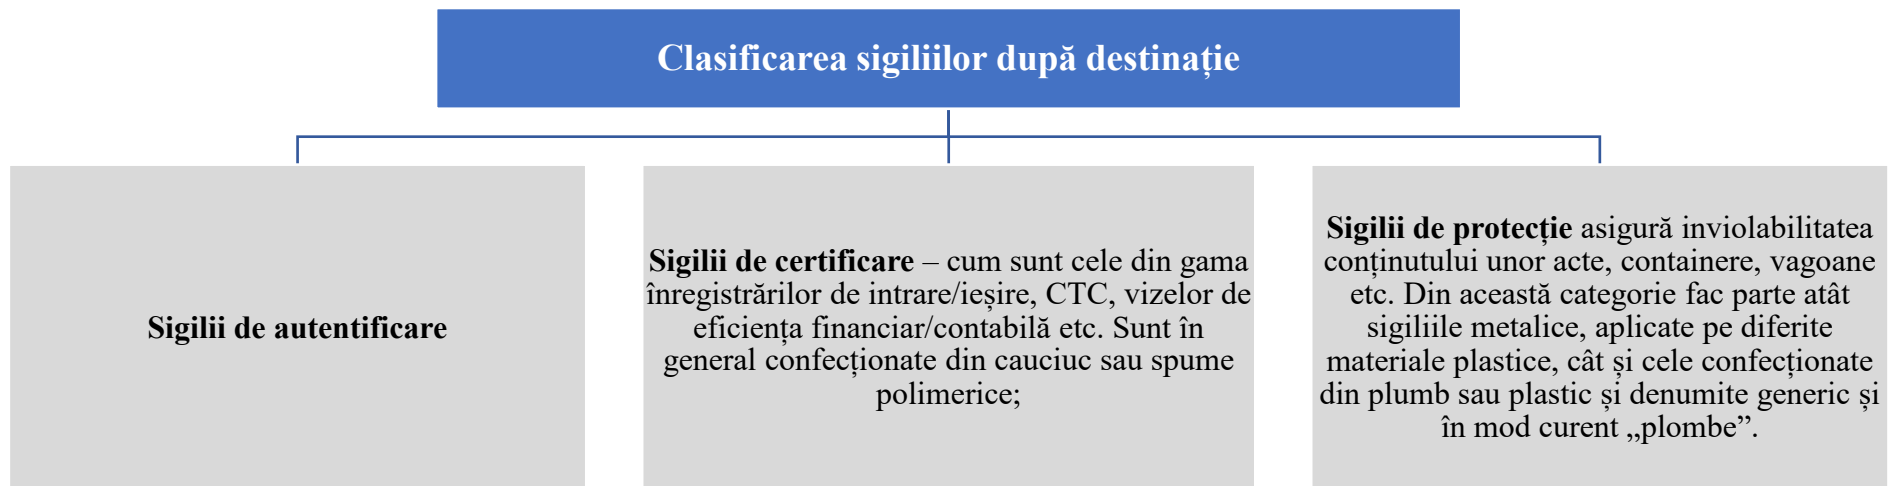 Clasificarea sigiliilor după destinație
Sigilii de autentificare
Sigilii de certificare – cum sunt cele din gama
înregistrărilor de intrare/ieșire, CTC, vizelor de
eficiența financiar/contabilă etc. Sunt în
general confecționate din cauciuc sau spume
polimerice;
Sigilii de protecție asigură inviolabilitatea
conținutului unor acte, containere, vagoane
etc. Din această categorie fac parte atât
sigiliile metalice, aplicate pe diferite
materiale plastice, cât și cele confecționate
din plumb sau plastic și denumite generic și
în mod curent „plombe”.